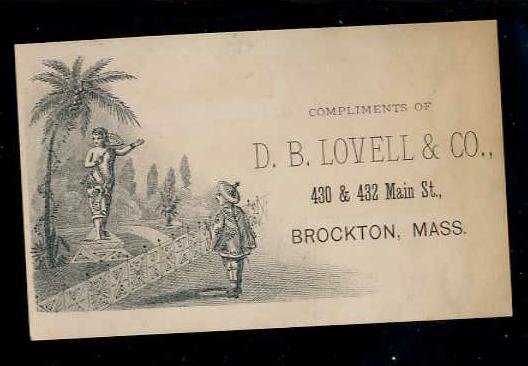 COMPLIMENTS OF
D. B. LOVELL & CO.,
430 & 432 Main St.,
BROCKTON, MASS.